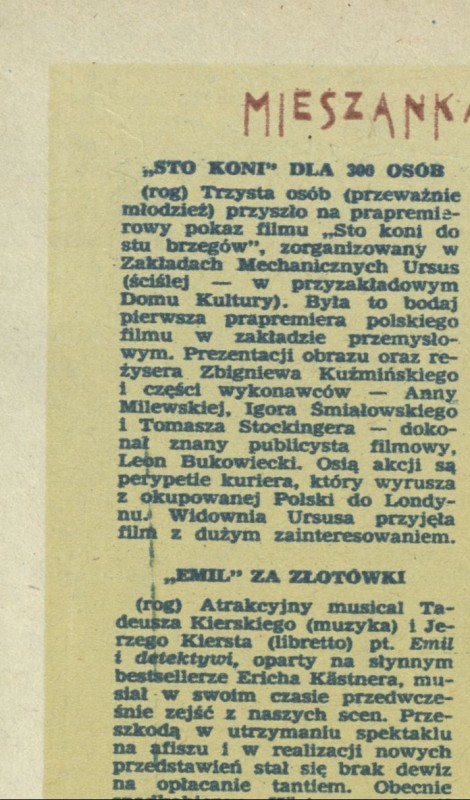 MIESZANKA
„STO KONI” DLA 300 OSÓB
(rog) Trzysta osób (przeważnie
młodzież) przyszło na prapremie-
rowy pokaz filmu „Sto koni do
stu brzegów”, zorganizowany w
Zakładach Mechanicznych Ursus
(ściślej — w przyzakładowym
Domu Kultury). Była to bodaj
pierwsza prapremiera polskiego
filmu w zakładzie przemysło-
wym. Prezentacji obrazu oraz re-
żysera Zbigniewa Kuźmińskiego
i części wykonawców — Anny
Milewskiej, Igora Śmiałowskiego
i Tomasza Stockingera — doko-
nał znany publicysta filmowy,
Leon Bukowiecki. Osią akcji są
perypetie kuriera, który wyrusza
z okupowanej Polski do Londy-
nu. Widownia Ursusa przyjęła
film z dużym zainteresowaniem.
„EMIL” ZA ZŁOTÓWKI
(rog) Atrakcyjny musical Ta-
deusza Kierskiego (muzyka) i Je-
rzego Kiersta (libretto) pt. Emil
i detektywi, oparty na słynnym
bestsellerze Ericha Kästnera, mu-
siał w swoim czasie przedwcze-
śnie zejść z naszych scen. Prze-
szkodą w utrzymaniu spektaklu
na afiszu i w realizacji nowych
przedstawień stał się brak dewiz
na opłacanie tantiem. Obecnie